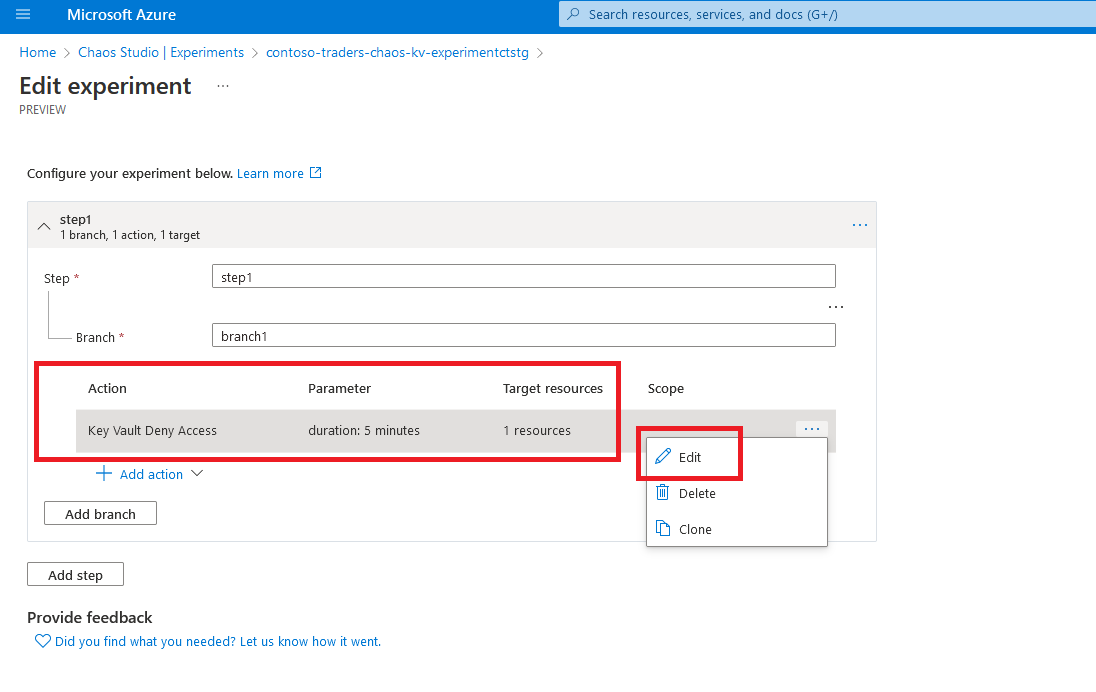 Microsoft Azure
Search resources, services, and docs (G+/)
Home > Chaos Studio | Experiments > contoso-traders-chaos-kv-experimentctstg >
Edit experiment ...
PREVIEW
Configure your experiment below. Learn more
step1
1 branch, 1 action, 1 target
...
Step *
step1
...
Branch *
branch1
Action Parameter Target resources Scope
Key Vault Deny Access duration: 5 minutes 1 resources ...
Edit
Add action
Delete
Add branch
Clone
Add step
Provide feedback
Did you find what you needed? Let us know how it went.